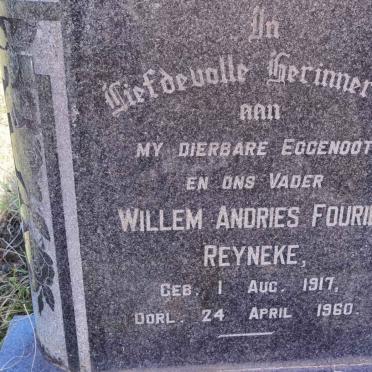 In
Liefdevolle Herinner
aan
MY DIERBARE EGGENOOT
EN ONS VADER
WILLEM ANDRIES FOURIE
REYNEKE,
GEB. 1 AUG. 1917,
OORL. 24 APRIL 1960.